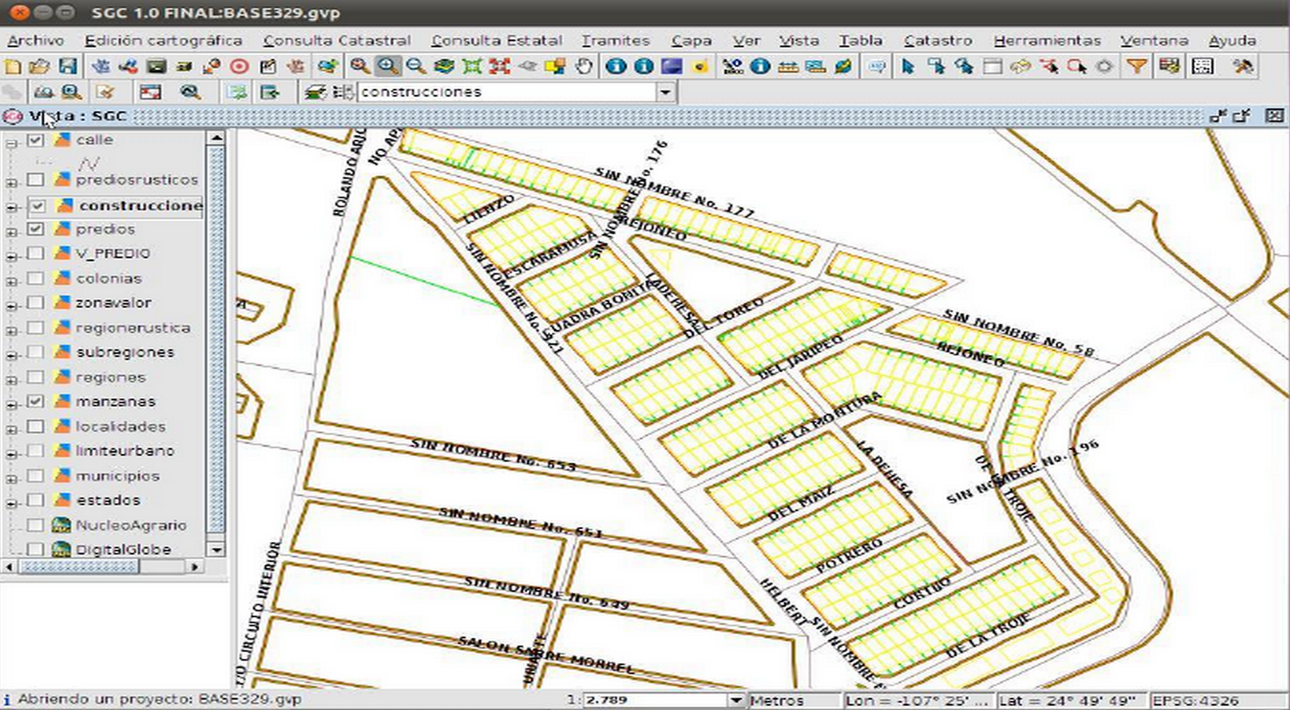 SGC 1.0 FINAL:BASE329.gvp
Archivo Edición cartográfica Consulta Catastral Consulta Estatal Tramites Capa Ver Vista Tabla Catastro Herramientas Ventana Ayuda
construcciones
Vista : SGC
calle
prediosrusticos
construccione
predios
V_PREDIO
colonias
zonavalor
regionerustica
subregiones
regiones
manzanas
localidades
limiteurbano
municipios
estados
NucleoAgrario
DigitalGlobe
ROLANDO ARJC
NO AP
SIN NOMBRE No. 176
SIN NOMBRE No. 177
LIENZO
REJONEO
ESCARAMUSA
SIN NOMBRE No. 521
CUADRA BONITA
LA DEHESA
DEL TOREO
SIN NOMBRE No. 58
DEL JARIPEO
REJONEO
DE LA MONTURA
SIN NOMBRE No. 653
LA DEHESA
SIN NOMBRE No. 196
DE LA TROJE
DEL MAIZ
SIN NOMBRE No. 651
POTRERO
SIN NOMBRE No. 649
HELBERT
CORTIJO
SIN NOMBRE
DE LA TROJE
SALON SABRE MORREL
URIARTE
CIRCUITO INTERIOR
Abriendo un proyecto: BASE329.gvp 1: 2.789 Metros Lon = -107° 25' ... Lat = 24° 49' 49" EPSG:4326